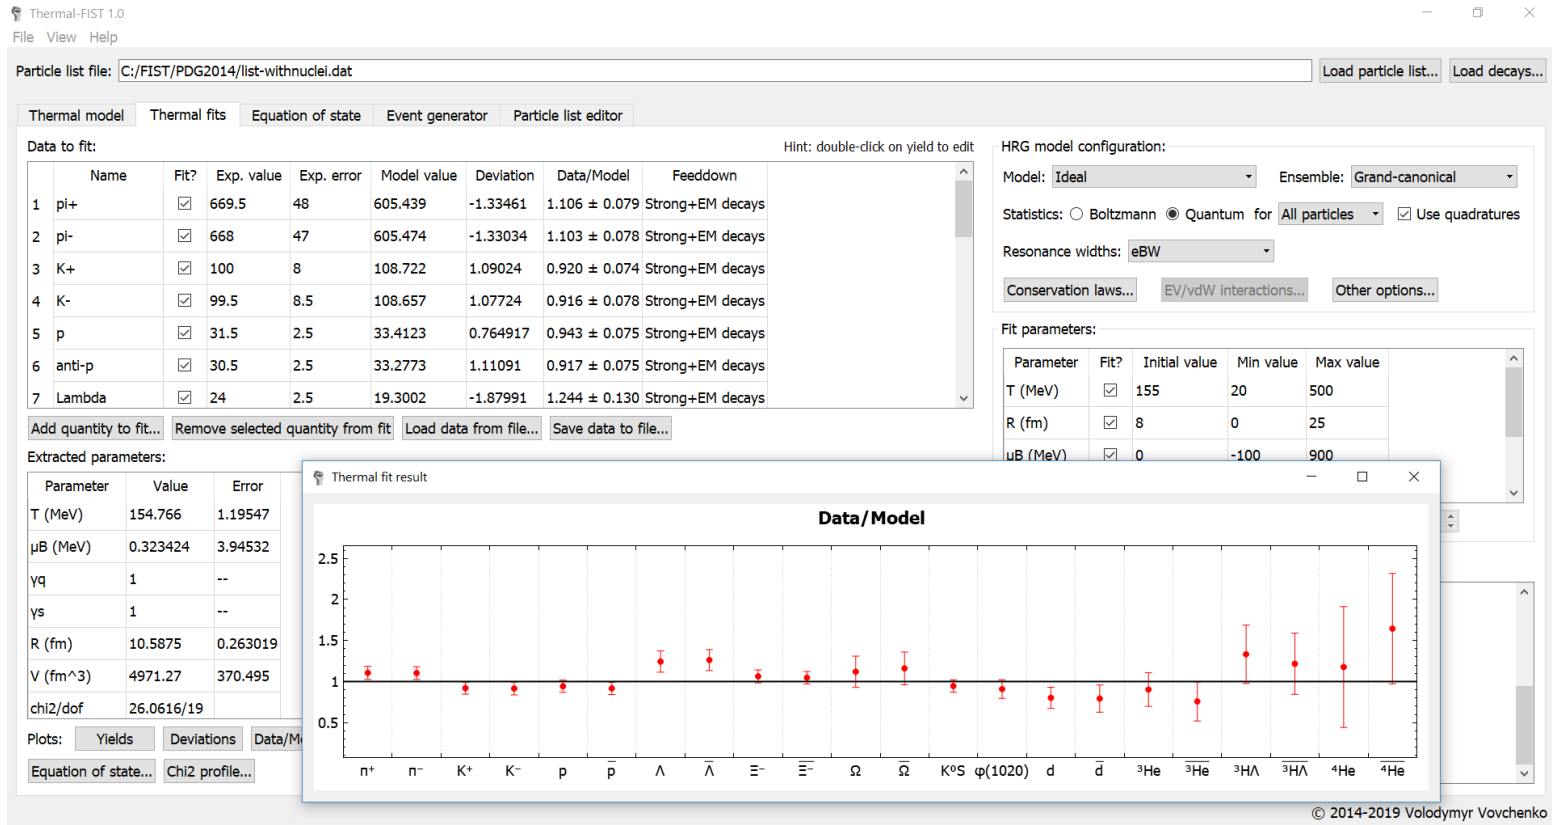 Thermal-FIST 1.0
File View Help
Particle list file: C:/FIST/PDG2014/list-withnuclei.dat Load particle list... Load decays...
Thermal model Thermal fits Equation of state Event generator Particle list editor
Data to fit: Hint: double-click on yield to edit
Name Fit? Exp. value Exp. error Model value Deviation Data/Model Feeddown
1 pi+ 669.5 48 605.439 -1.33461 1.106 ± 0.079 Strong+EM decays
2 pi- 668 47 605.474 -1.33034 1.103 ± 0.078 Strong+EM decays
3 K+ 100 8 108.722 1.09024 0.920 ± 0.074 Strong+EM decays
4 K- 99.5 8.5 108.657 1.07724 0.916 ± 0.078 Strong+EM decays
5 p 31.5 2.5 33.4123 0.764917 0.943 ± 0.075 Strong+EM decays
6 anti-p 30.5 2.5 33.2773 1.11091 0.917 ± 0.075 Strong+EM decays
7 Lambda 24 2.5 19.3002 -1.87991 1.244 ± 0.130 Strong+EM decays
Add quantity to fit... Remove selected quantity from fit Load data from file... Save data to file...
HRG model configuration:
Model: Ideal Ensemble: Grand-canonical
Statistics: Boltzmann Quantum for All particles Use quadratures
Resonance widths: eBW
Conservation laws... EV/vdW interactions... Other options...
Fit parameters:
Parameter Fit? Initial value Min value Max value
T (MeV) 155 20 500
R (fm) 8 0 25
μB (MeV) 0 -100 900
Extracted parameters:
Parameter Value Error
T (MeV) 154.766 1.19547
μB (MeV) 0.323424 3.94532
γq 1 --
γs 1 --
R (fm) 10.5875 0.263019
V (fm^3) 4971.27 370.495
chi2/dof 26.0616/19
Plots: Yields Deviations Data/Mo
Equation of state... Chi2 profile...
Thermal fit result
Data/Model
2.5
2
1.5
1
0.5
π⁺ π⁻ K⁺ K⁻ p p̅ Λ Λ̅ Ξ⁻ Ξ̅⁻ Ω Ω̅ K⁰S φ(1020) d d̅ ³He ³H̅e̅ ³HΛ ³H̅Λ̅ ⁴He ⁴H̅e̅
© 2014-2019 Volodymyr Vovchenko